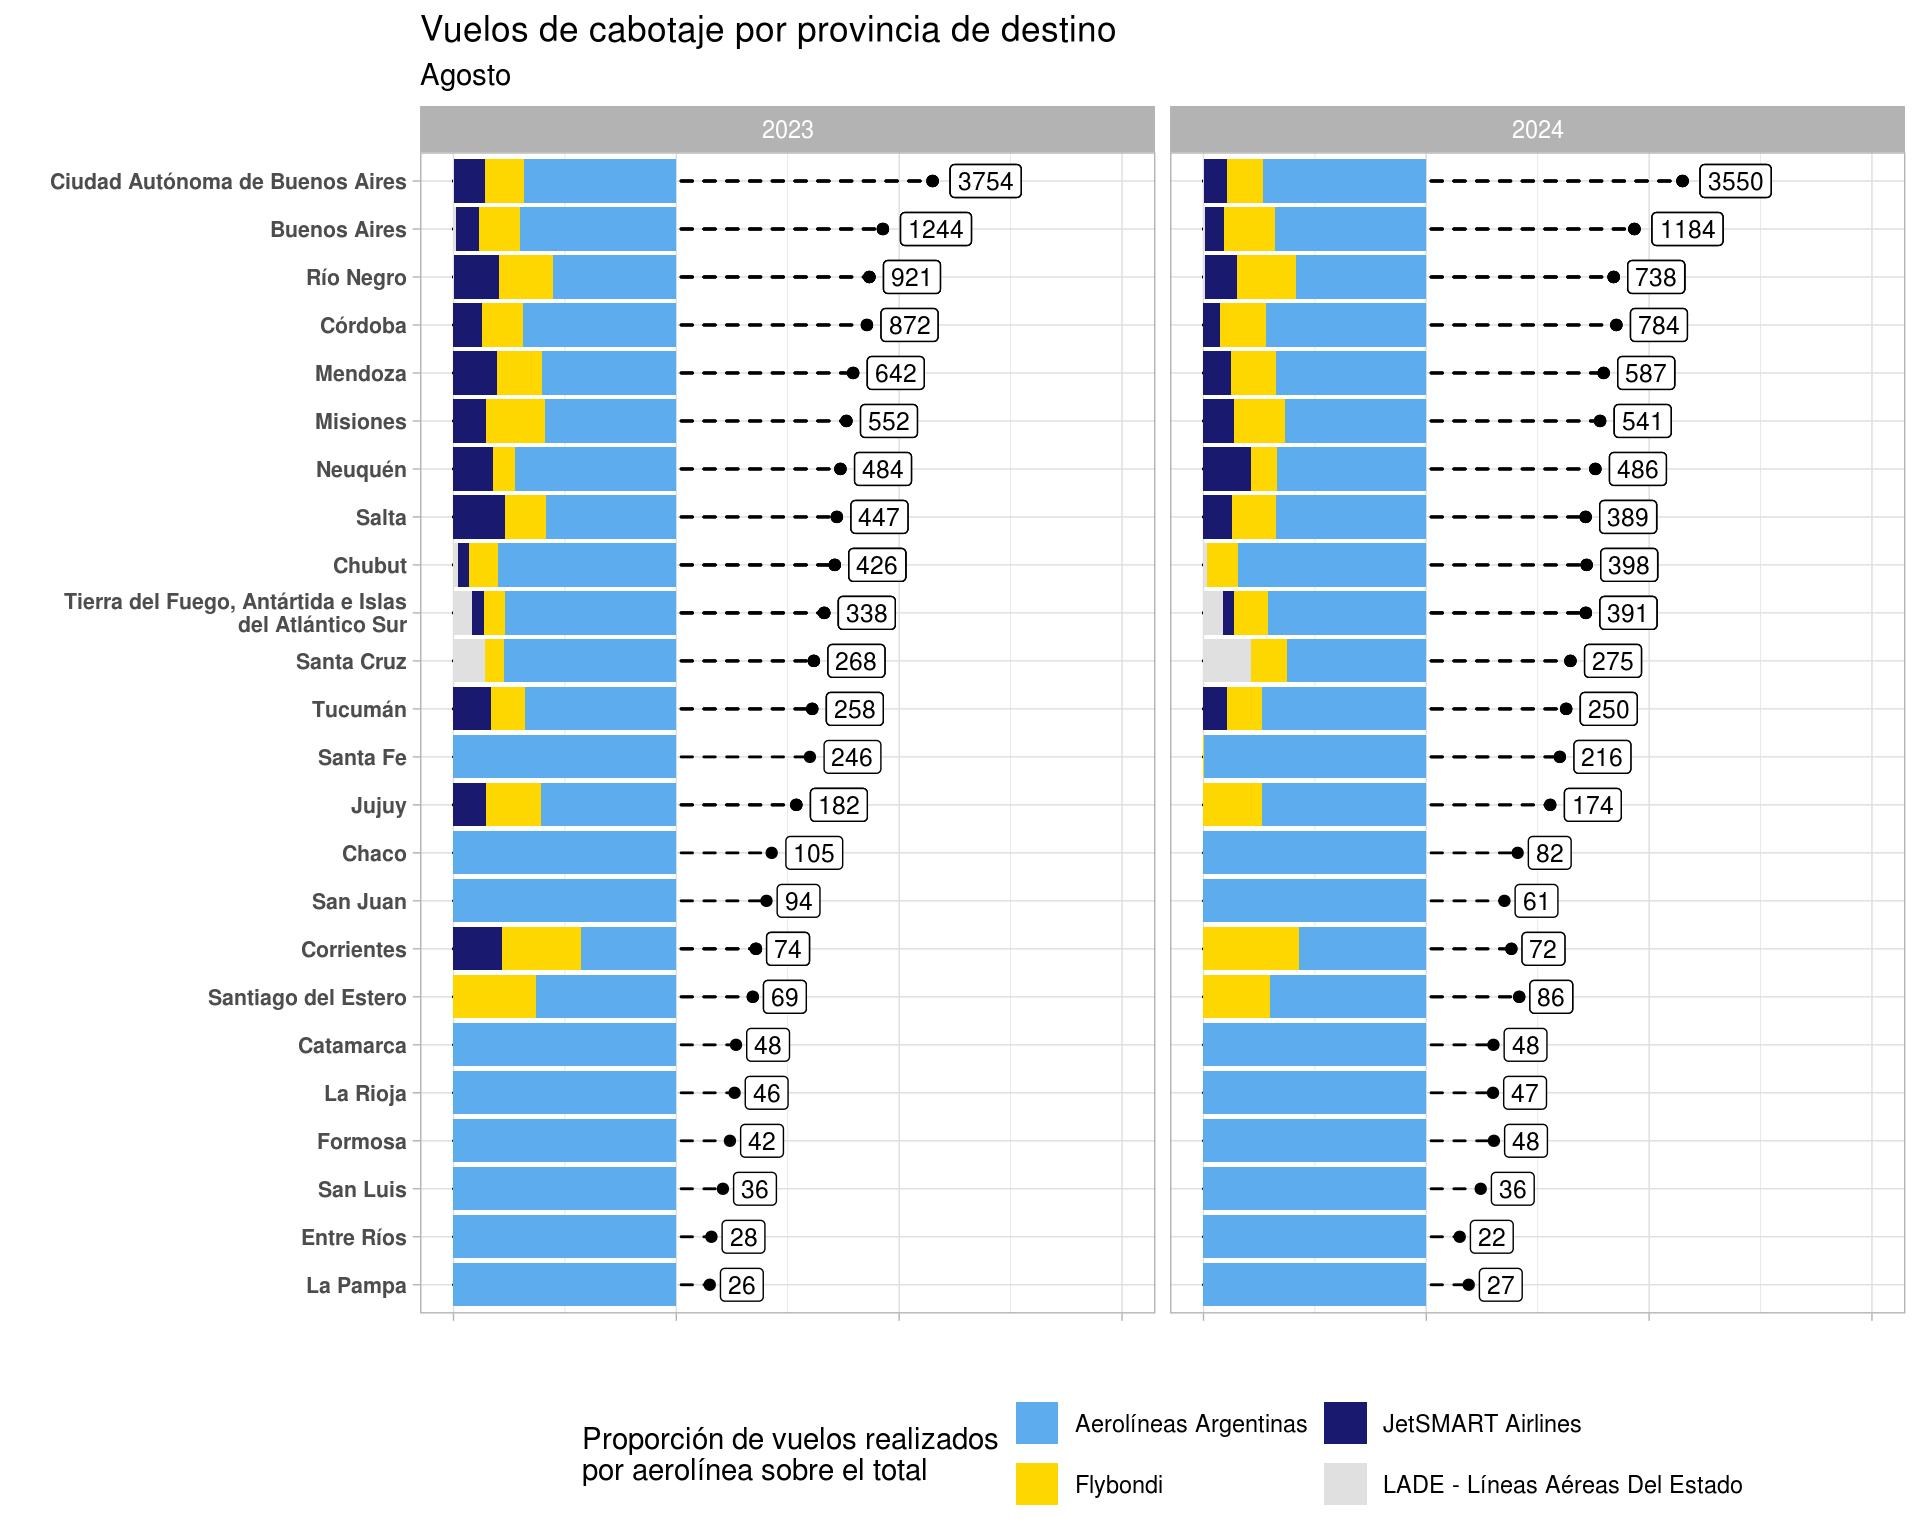 Vuelos de cabotaje por provincia de destino
Agosto
2023 2024
Ciudad Autónoma de Buenos Aires 3754 3550
Buenos Aires 1244 1184
Río Negro 921 738
Córdoba 872 784
Mendoza 642 587
Misiones 552 541
Neuquén 484 486
Salta 447 389
Chubut 426 398
Tierra del Fuego, Antártida e Islas
del Atlántico Sur 338 391
Santa Cruz 268 275
Tucumán 258 250
Santa Fe 246 216
Jujuy 182 174
Chaco 105 82
San Juan 94 61
Corrientes 74 72
Santiago del Estero 69 86
Catamarca 48 48
La Rioja 46 47
Formosa 42 48
San Luis 36 36
Entre Ríos 28 22
La Pampa 26 27
Proporción de vuelos realizados
por aerolínea sobre el total
Aerolíneas Argentinas
Flybondi
JetSMART Airlines
LADE - Líneas Aéreas Del Estado